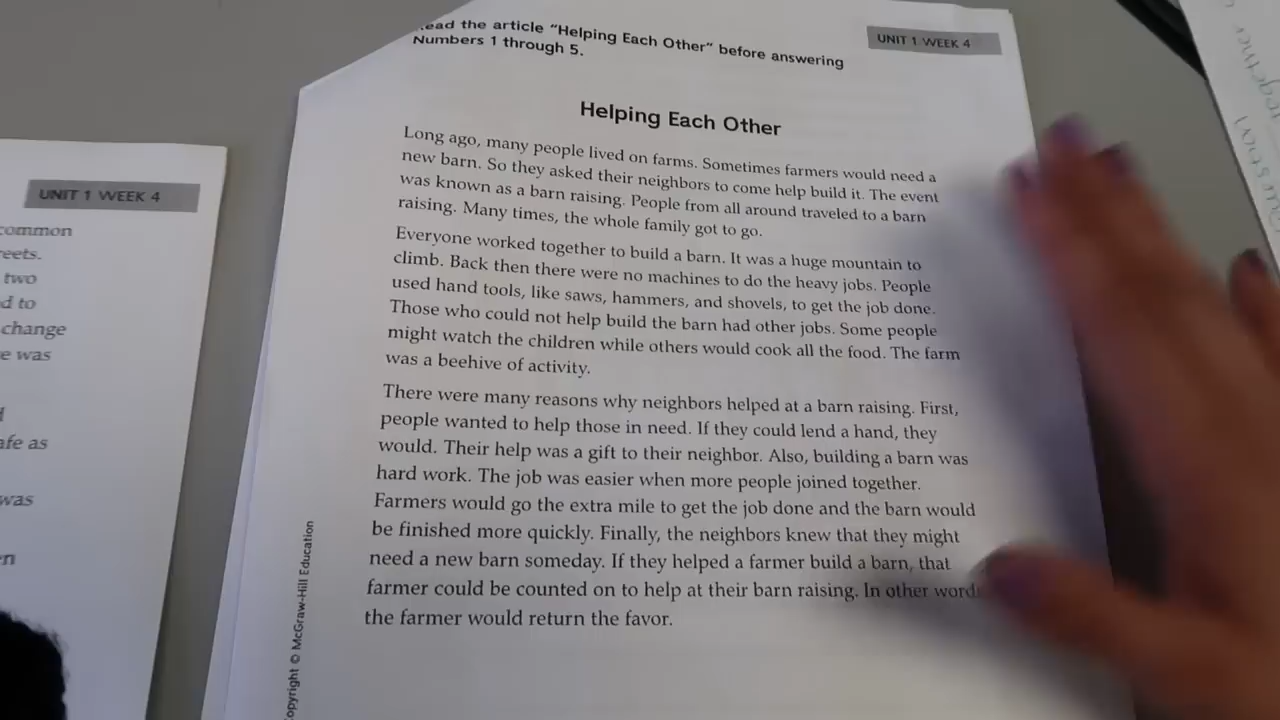 ead the article "Helping Each Other" before answering
Numbers 1 through 5.
UNIT 1 WEEK 4
Helping Each Other
Long ago, many people lived on farms. Sometimes farmers would need a
new barn. So they asked their neighbors to come help build it. The event
was known as a barn raising. People from all around traveled to a barn
raising. Many times, the whole family got to go.
Everyone worked together to build a barn. It was a huge mountain to
climb. Back then there were no machines to do the heavy jobs. People
used hand tools, like saws, hammers, and shovels, to get the job done.
Those who could not help build the barn had other jobs. Some people
might watch the children while others would cook all the food. The farm
was a beehive of activity.
There were many reasons why neighbors helped at a barn raising. First,
people wanted to help those in need. If they could lend a hand, they
would. Their help was a gift to their neighbor. Also, building a barn was
hard work. The job was easier when more people joined together.
Farmers would go the extra mile to get the job done and the barn would
be finished more quickly. Finally, the neighbors knew that they might
need a new barn someday. If they helped a farmer build a barn, that
farmer could be counted on to help at their barn raising. In other word
the farmer would return the favor.
opyright © McGraw-Hill Education
UNIT 1 WEEK 4
common
reets.
two
d to
change
e was
afe as
was
en
together